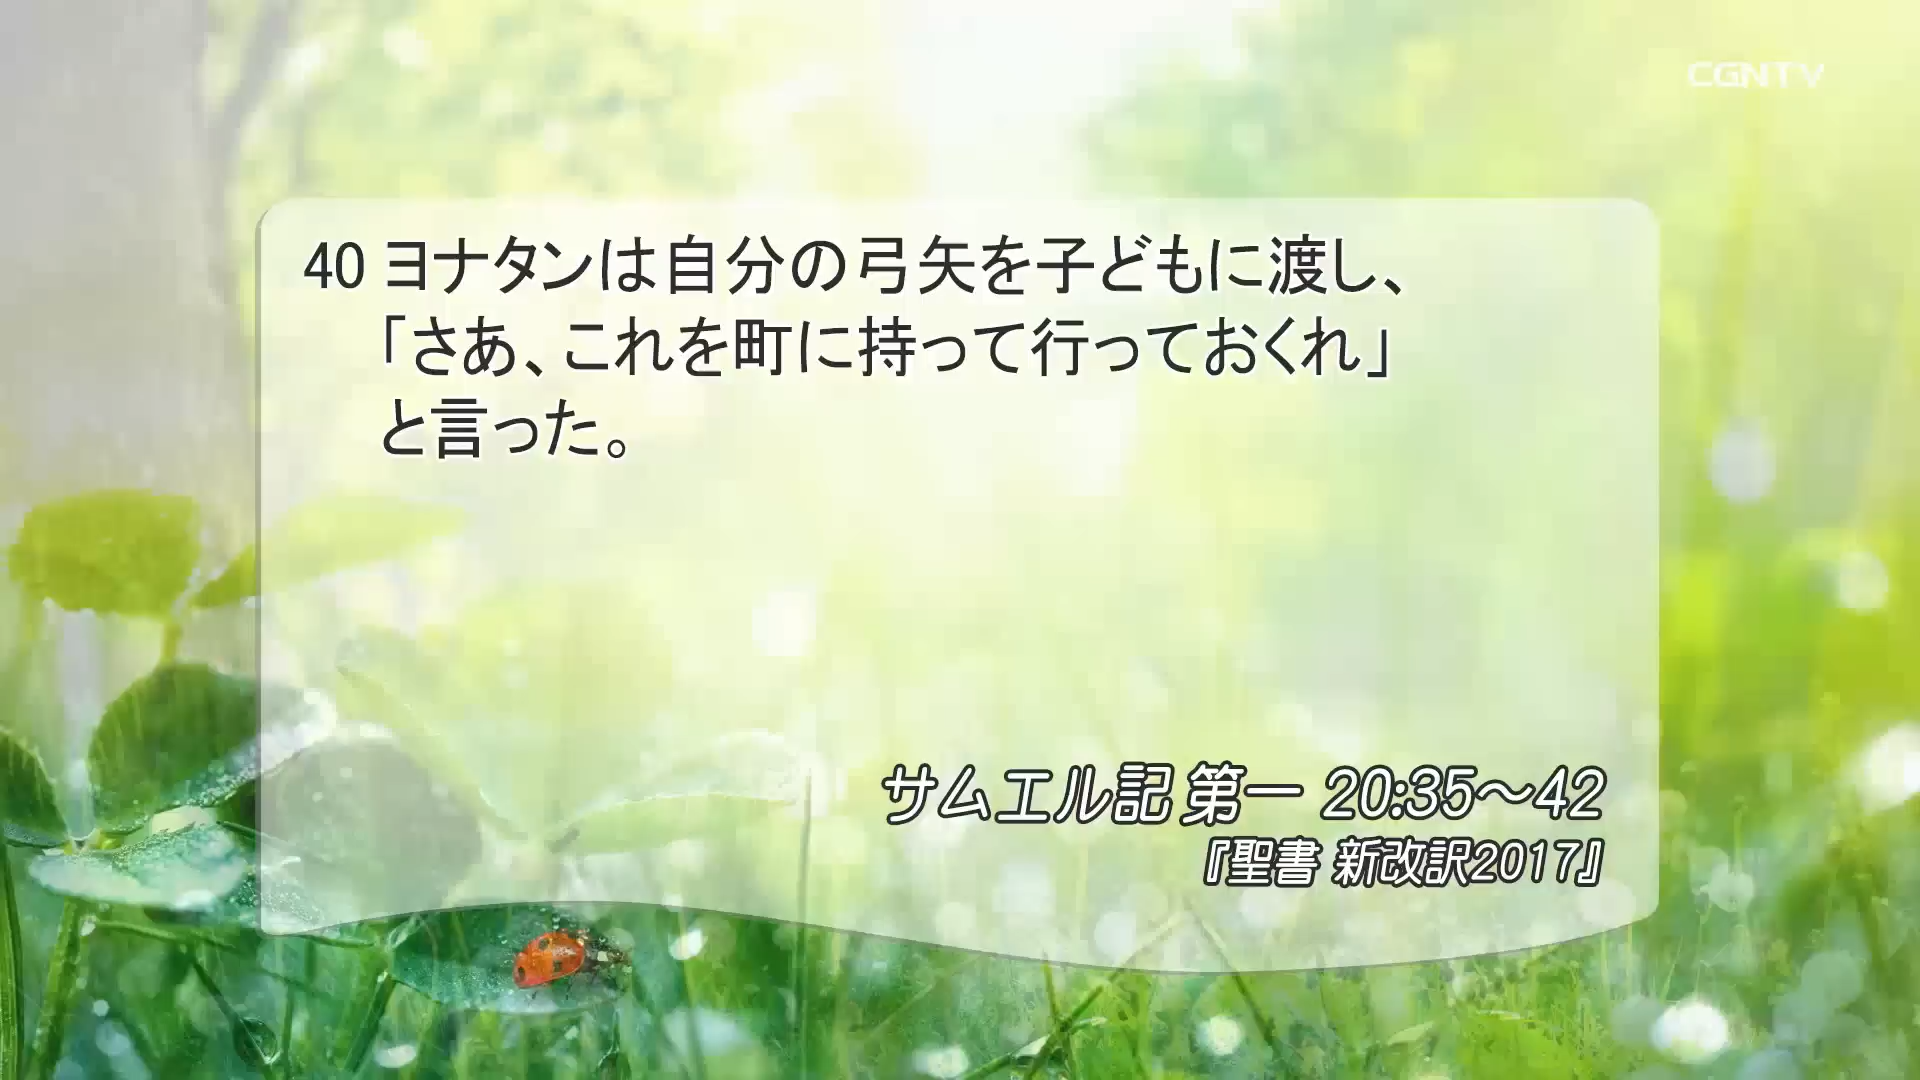 CGNTV
40 ヨナタンは自分の弓矢を子どもに渡し、
「さあ、これを町に持って行っておくれ」
と言った。
サムエル記 第一 20:35～42
『聖書 新改訳2017』